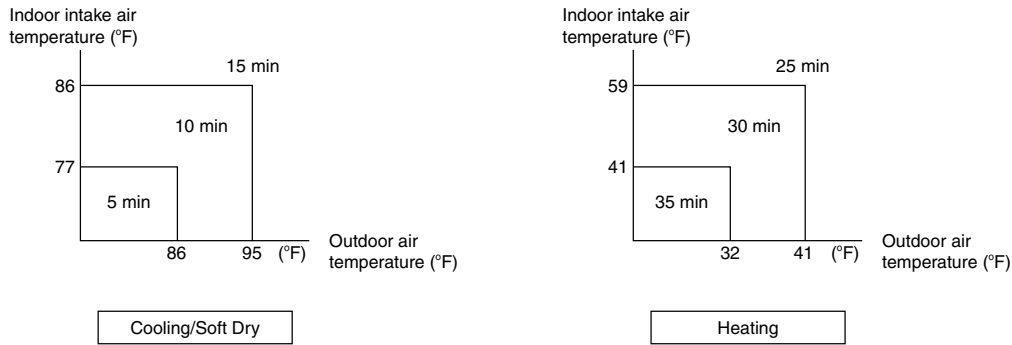 Indoor intake air
temperature (°F)
15 min
86
10 min
77
5 min
86
95
(°F)
Outdoor air
temperature (°F)
Cooling/Soft Dry
Indoor intake air
temperature (°F)
25 min
59
30 min
41
35 min
32
41
(°F)
Outdoor air
temperature (°F)
Heating